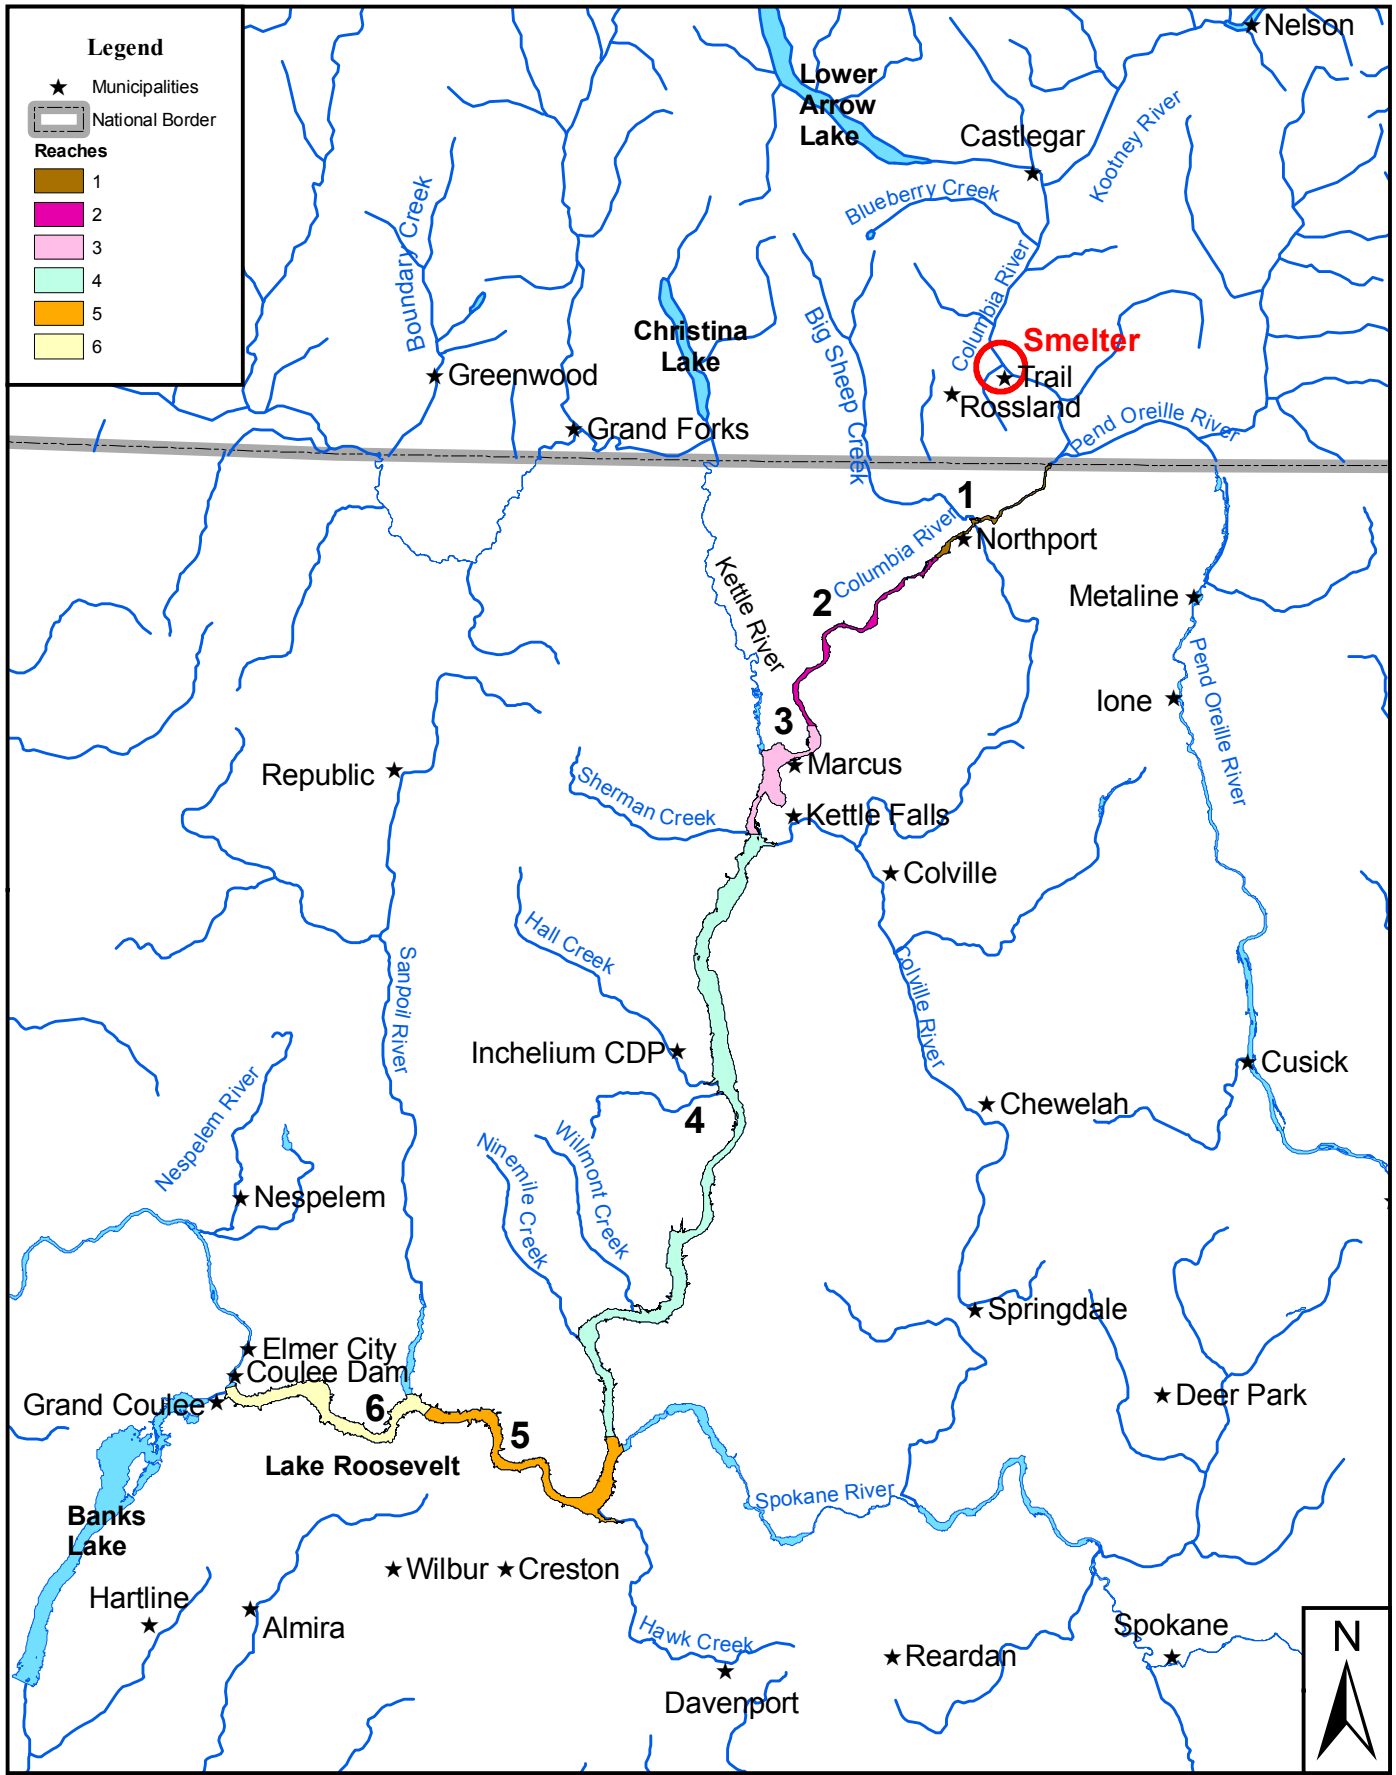 Legend
Municipalities
National Border
Reaches
1
2
3
4
5
6
Nelson
Lower
Arrow
Lake
Castlegar
Kootney River
Blueberry Creek
Boundary Creek
Columbia River
Big Sheep Creek
Christina
Lake
Smelter
Trail
Rossland
Greenwood
Grand Forks
Pend Oreille River
1
Columbia River
Northport
Kettle River
2
Metaline
Pend Oreille River
Ione
3
Marcus
Republic
Sherman Creek
Kettle Falls
Colville
Hall Creek
Sanpoil River
Colville River
Inchelium CDP
Cusick
4
Chewelah
Nespelem River
Ninemile Creek
Wilmont Creek
Nespelem
Springdale
Elmer City
Coulee Dam
Grand Coulee
6
5
Deer Park
Lake Roosevelt
Spokane River
Banks
Lake
Wilbur
Creston
Hartline
Almira
Hawk Creek
Spokane
Reardan
Davenport
N